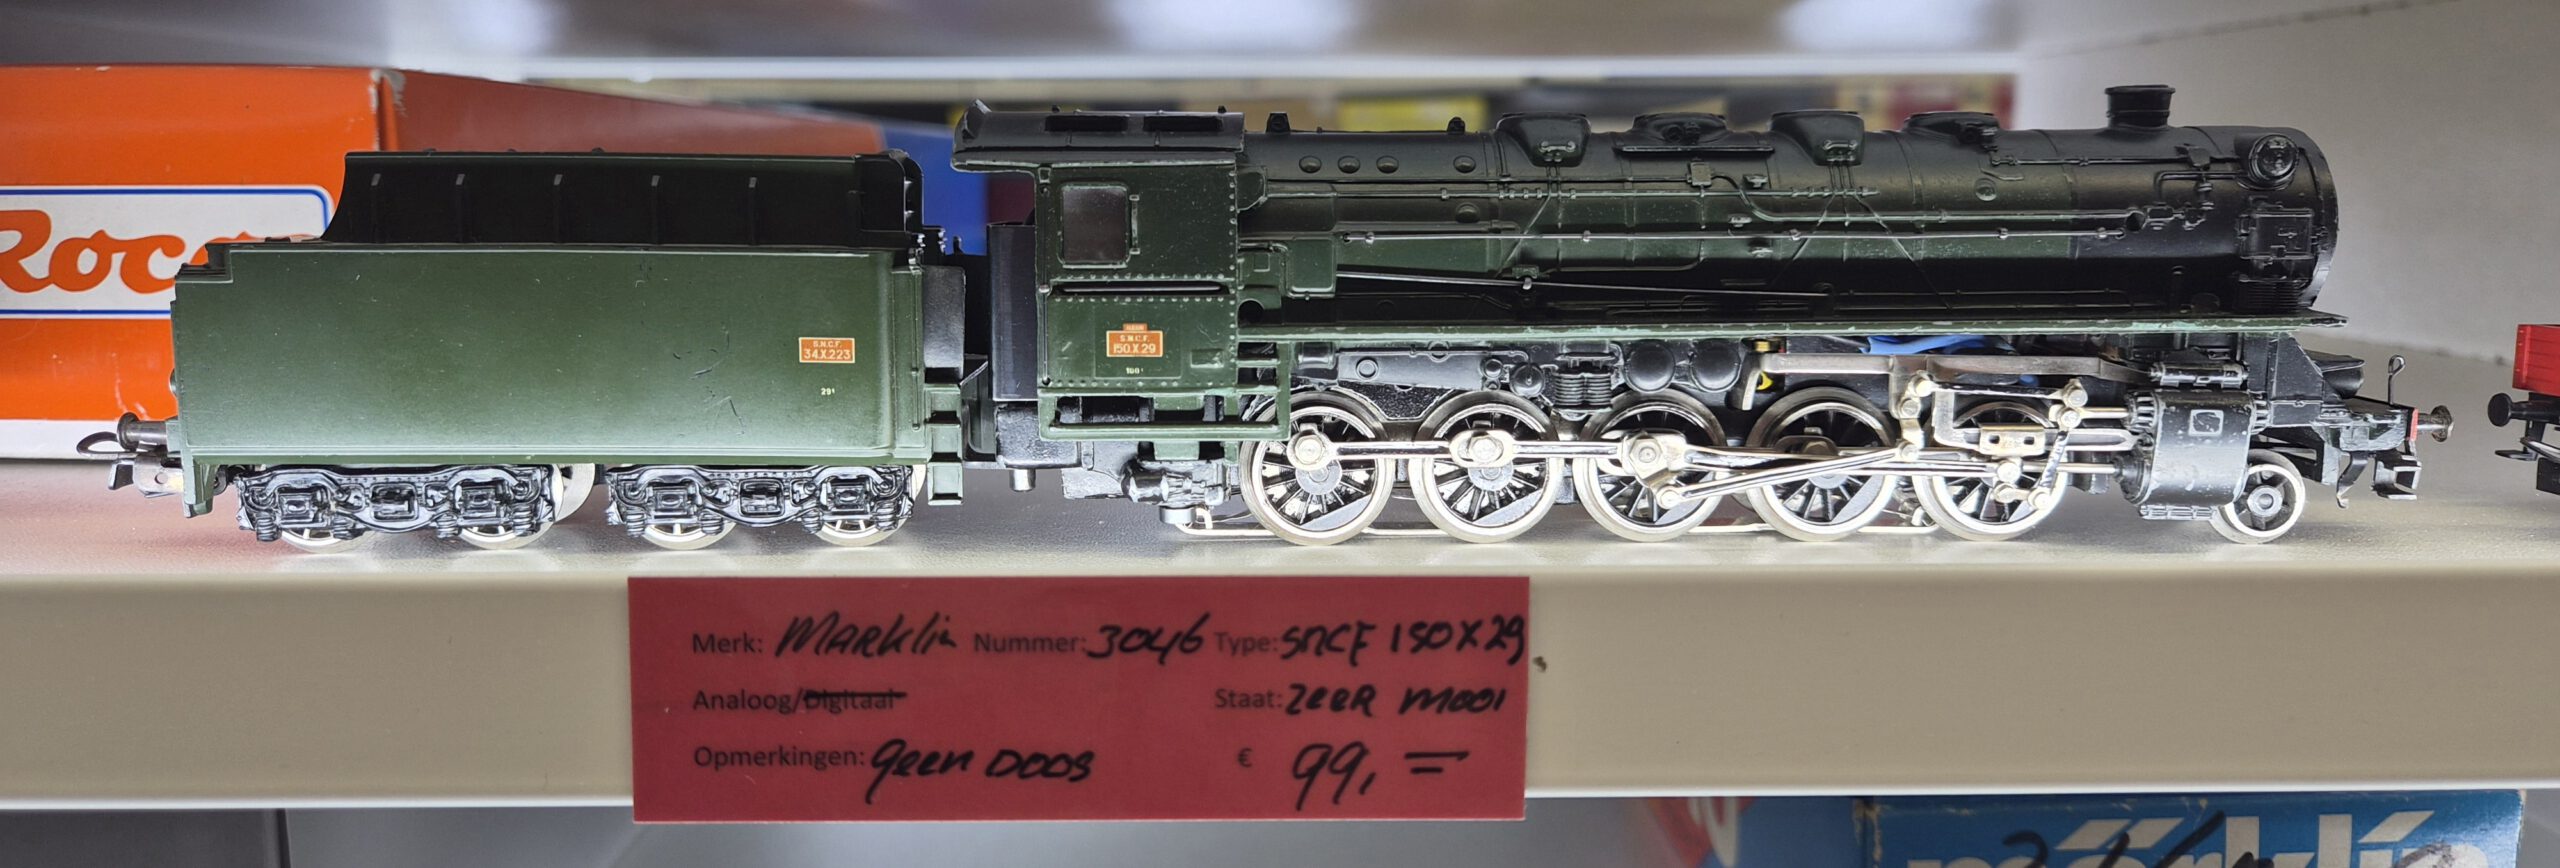 Roco
S.N.C.F.
34.X.223
29¹
S.N.C.F.
150.X.29
Merk: MARKlin Nummer: 3046 Type: SNCF 150X29
Analoog/Digitaal Staat: Zeer mooi
Opmerkingen: geen DOOS € 99,=
märklin